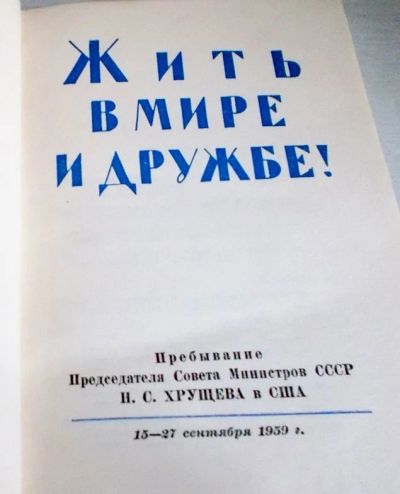 Жить
В МИРЕ
И ДРУЖБЕ!
Пребывание
Председателя Совета Министров СССР
Н. С. ХРУЩЕВА в США
15—27 сентября 1959 г.